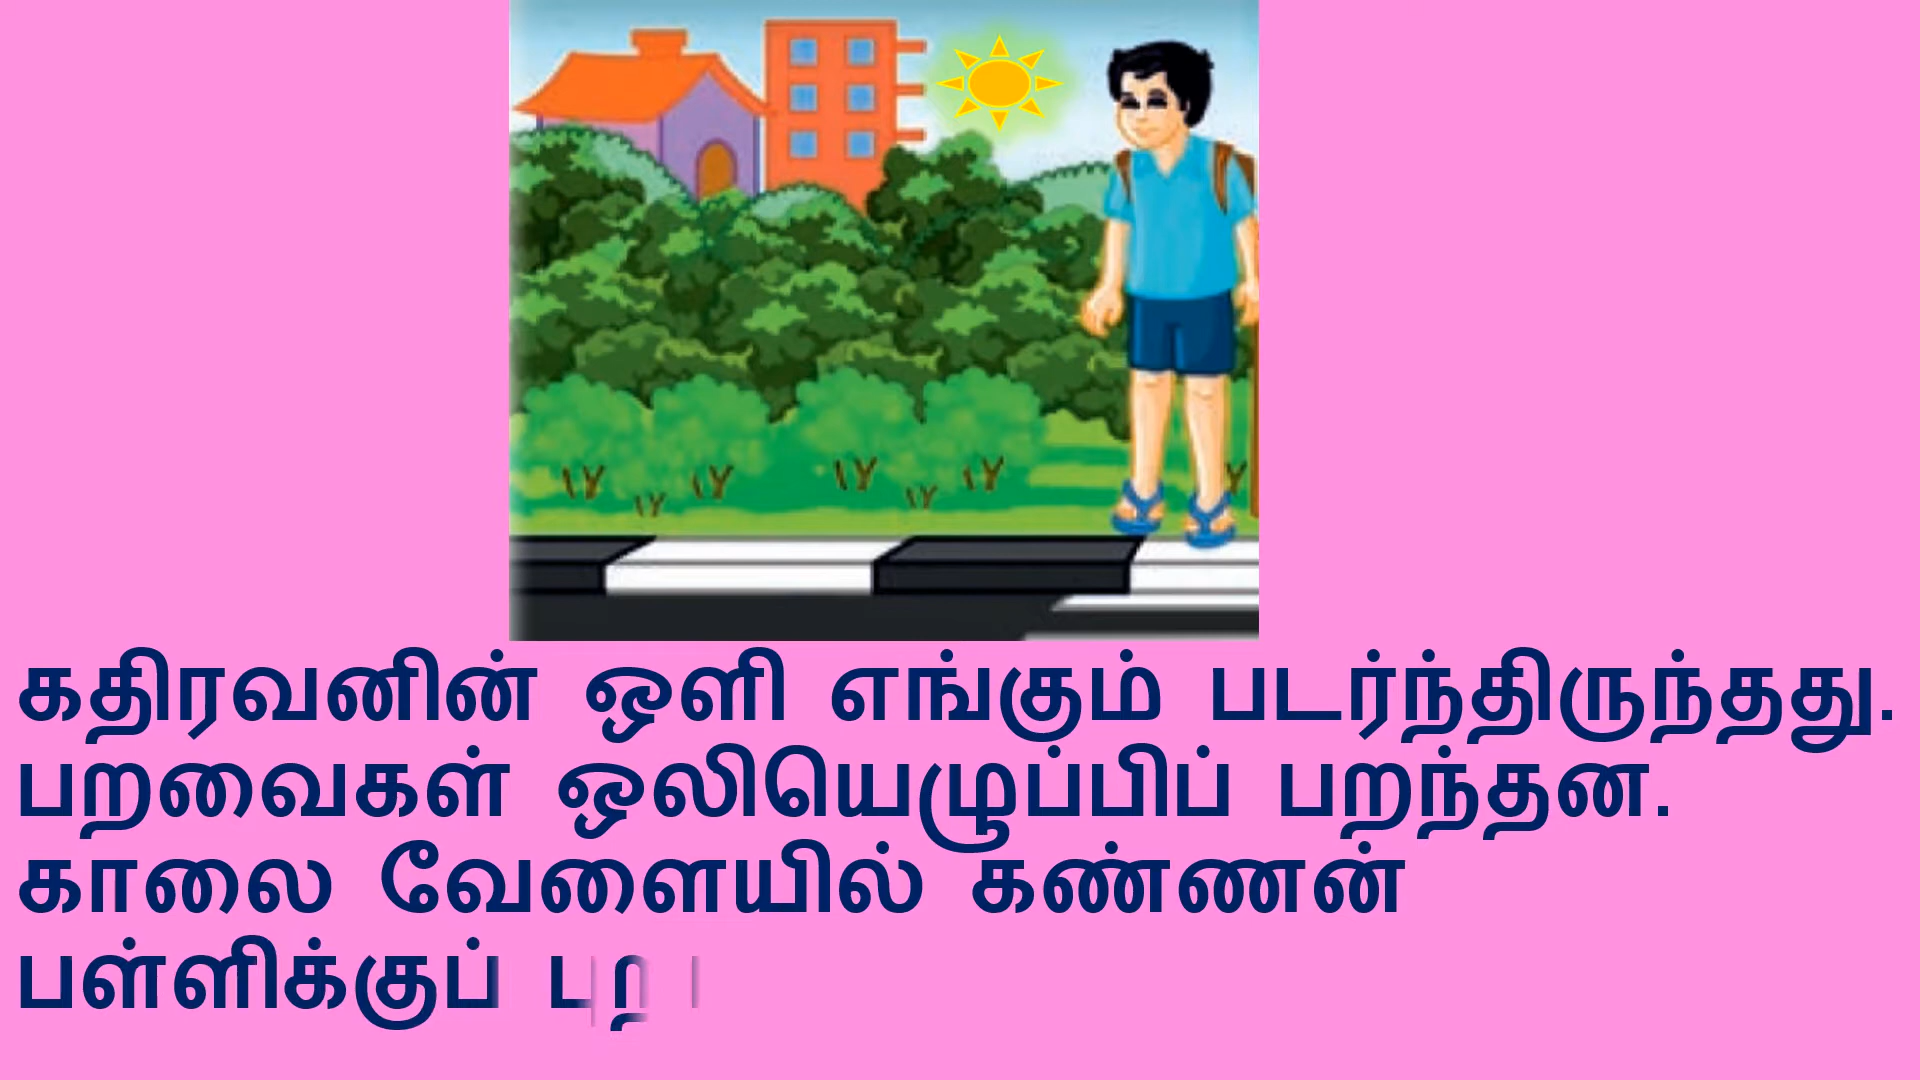 கதிரவனின் ஒளி எங்கும் படர்ந்திருந்தது.
பறவைகள் ஒலியெழுப்பிப் பறந்தன.
காலை வேளையில் கண்ணன்
பள்ளிக்குப்